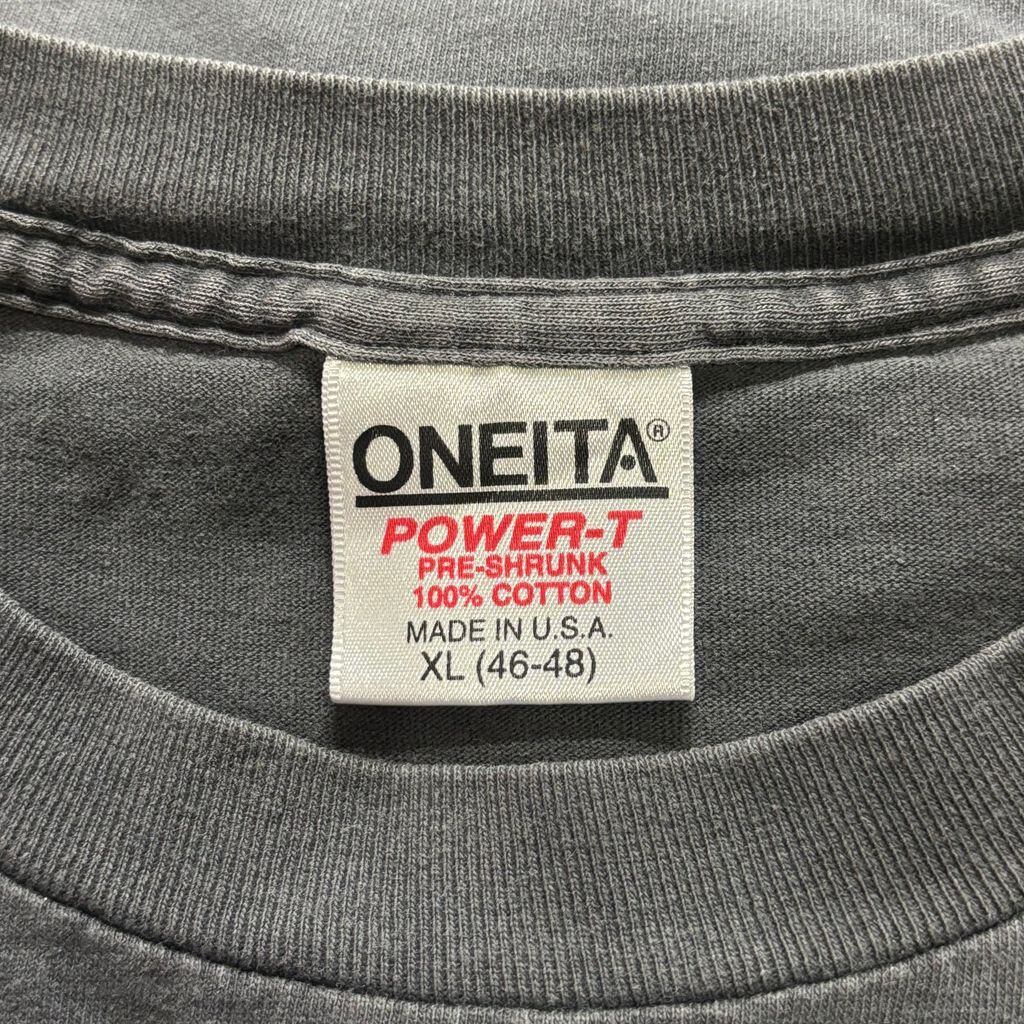 ONEITA®
POWER-T
PRE-SHRUNK
100% COTTON
MADE IN U.S.A.
XL (46-48)